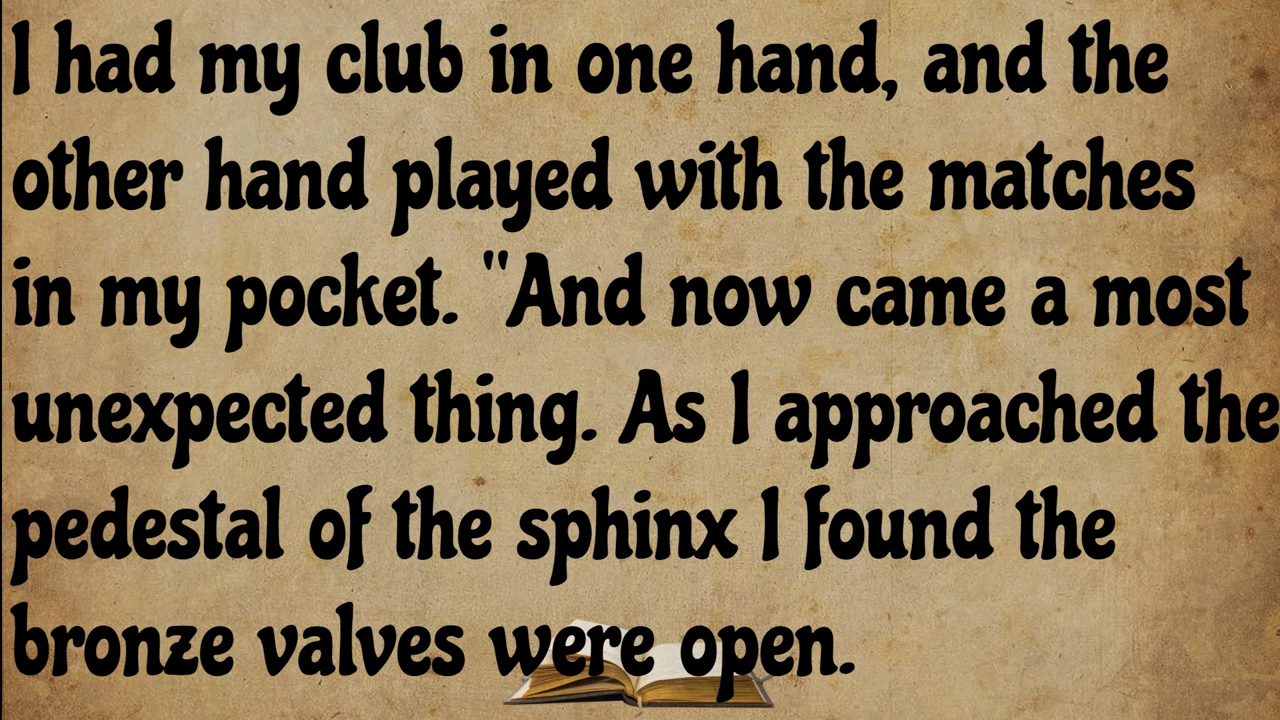 I had my club in one hand, and the
other hand played with the matches
in my pocket. "And now came a most
unexpected thing. As I approached the
pedestal of the sphinx I found the
bronze valves were open.